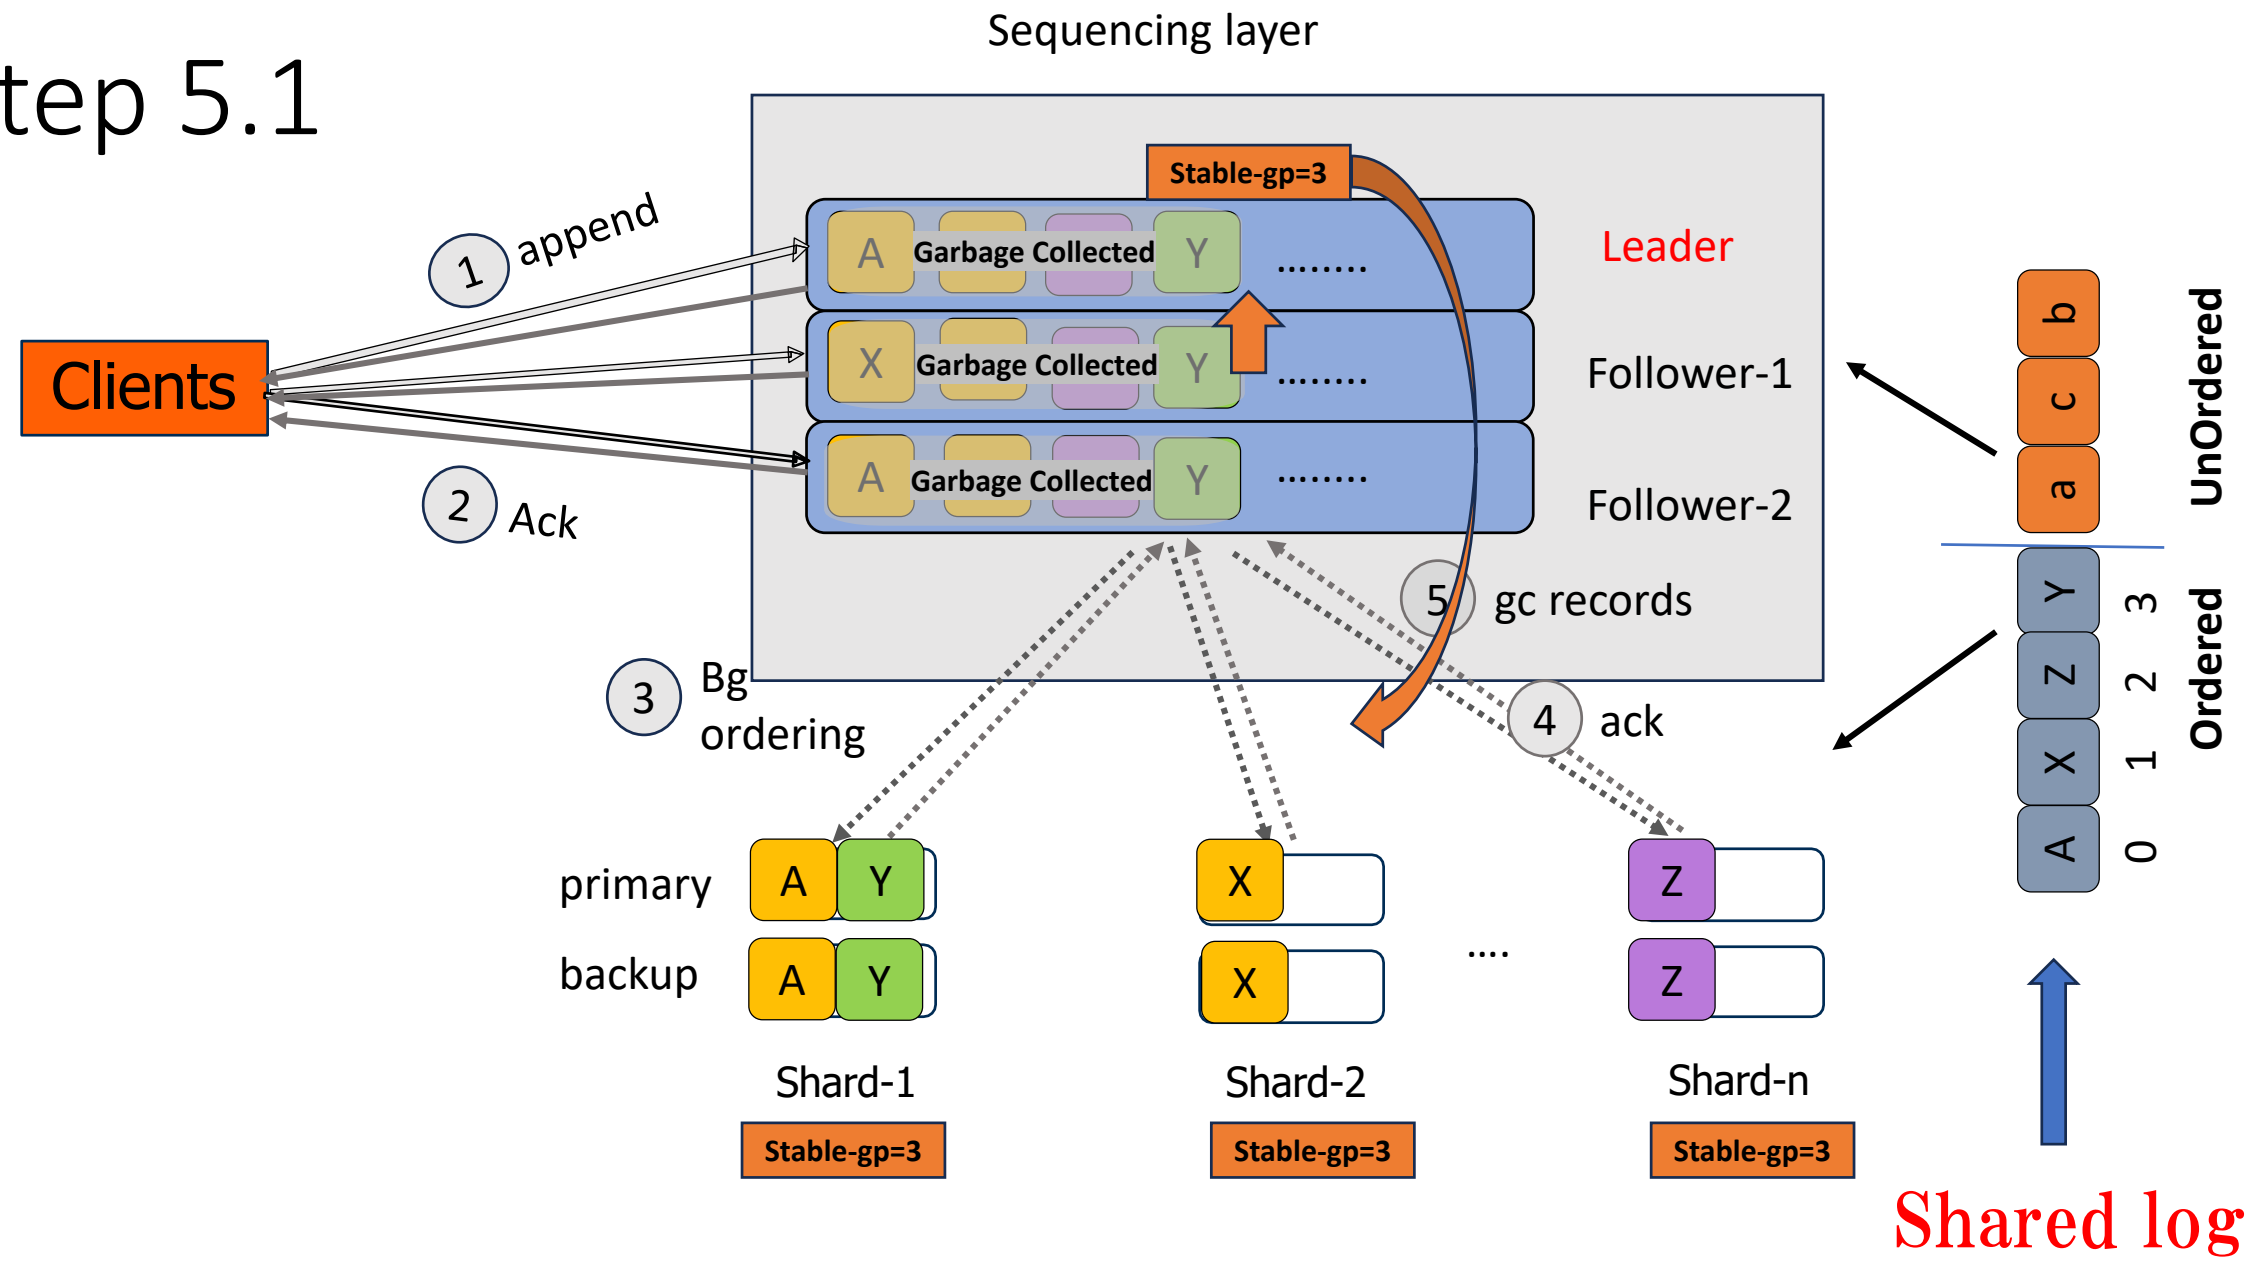 Sequencing layer
tep 5.1
Stable-gp=3
1 append
A Garbage Collected Y ........
Leader
X Garbage Collected Y ........
Follower-1
Clients
A Garbage Collected Y ........
Follower-2
2 Ack
5 gc records
3 Bg
ordering
4 ack
primary
A Y
X
Z
backup
A Y
X
....
Z
Shard-1
Shard-2
Shard-n
Stable-gp=3
Stable-gp=3
Stable-gp=3
b
c
a
UnOrdered
Y 3
Z 2
X 1
A 0
Ordered
Shared log